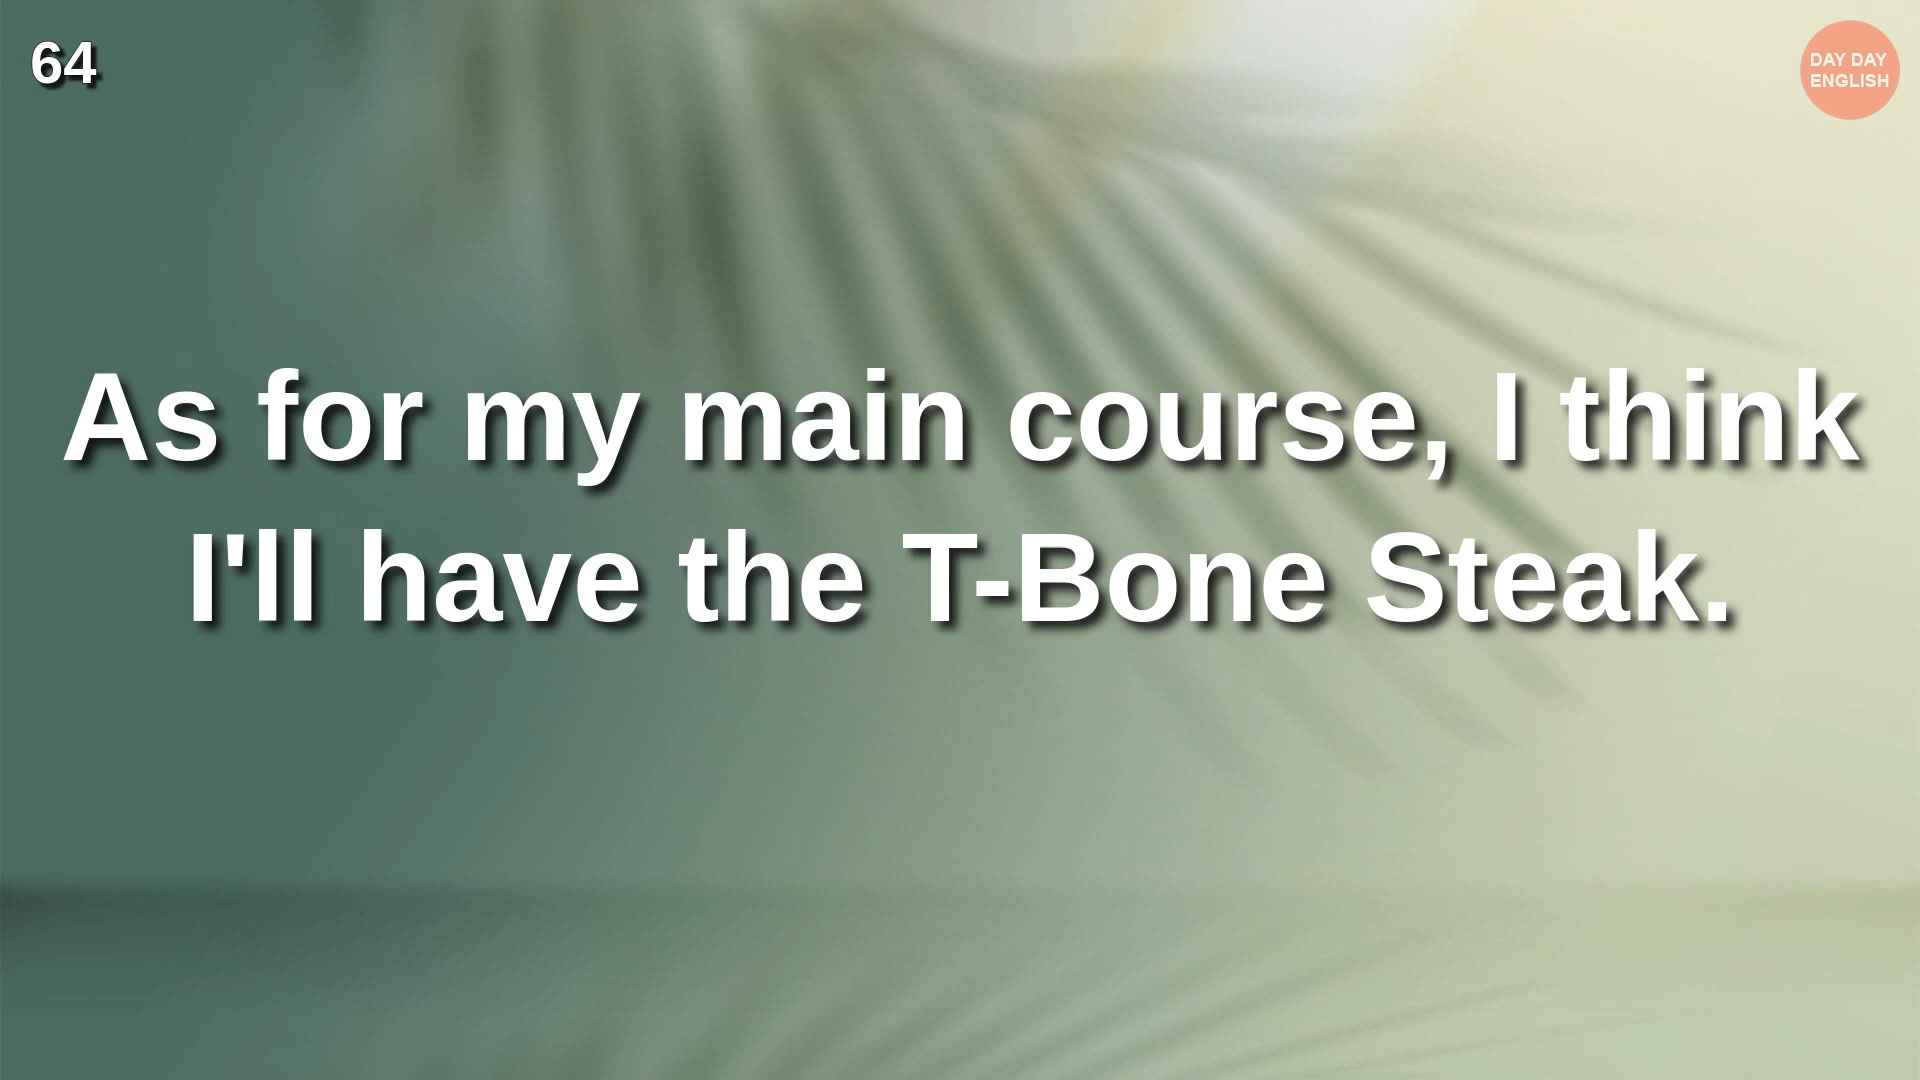 64
DAY DAY
ENGLISH
As for my main course, I think
I'll have the T-Bone Steak.